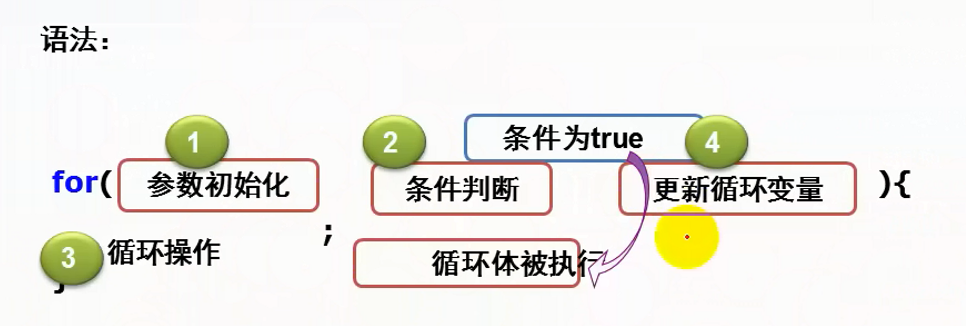 语法：
条件为true
1 2 4
for( 参数初始化 条件判断 更新循环变量 ){
;
3 循环操作
循环体被执行
}